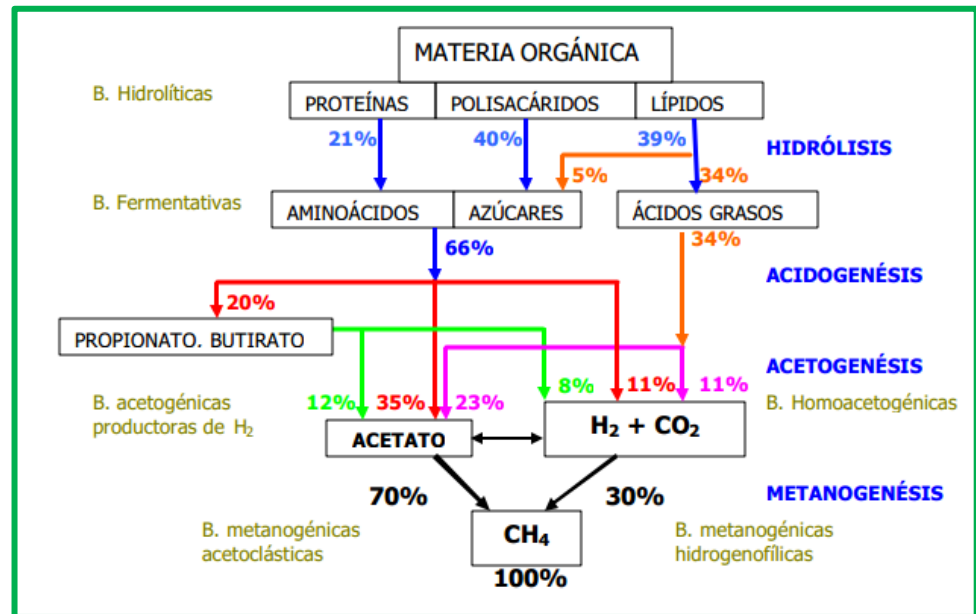 MATERIA ORGÁNICA
B. Hidrolíticas
PROTEÍNAS
POLISACÁRIDOS
LÍPIDOS
21%
40%
39%
HIDRÓLISIS
5%
34%
B. Fermentativas
AMINOÁCIDOS
AZÚCARES
ÁCIDOS GRASOS
34%
66%
ACIDOGENÉSIS
20%
PROPIONATO. BUTIRATO
ACETOGENÉSIS
12%
35%
23%
8%
11%
11%
B. acetogénicas
productoras de H₂
B. Homoacetogénicas
ACETATO
H₂ + CO₂
70%
30%
METANOGENÉSIS
B. metanogénicas
acetoclásticas
CH₄
B. metanogénicas
hidrogenofílicas
100%